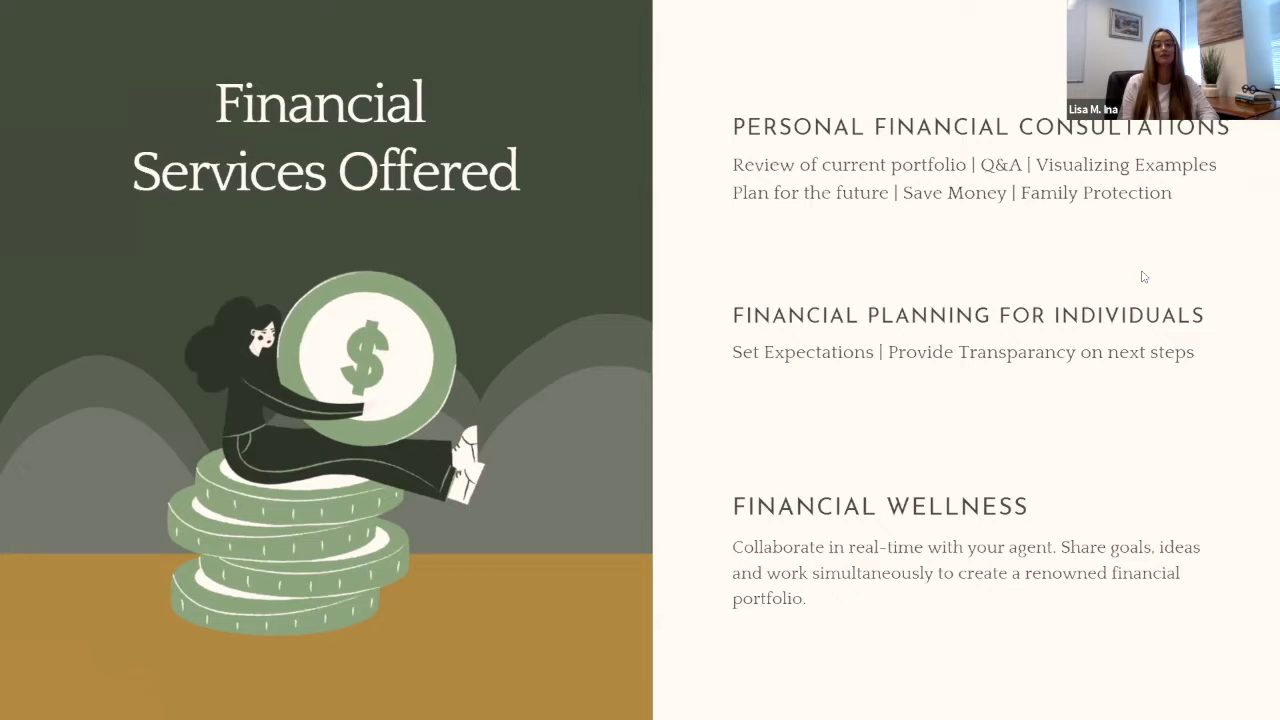 Financial
Services Offered
$
Lisa M. Ina
PERSONAL FINANCIAL CONSULTATIONS
Review of current portfolio | Q&A | Visualizing Examples
Plan for the future | Save Money | Family Protection
FINANCIAL PLANNING FOR INDIVIDUALS
Set Expectations | Provide Transparancy on next steps
FINANCIAL WELLNESS
Collaborate in real-time with your agent. Share goals, ideas
and work simultaneously to create a renowned financial
portfolio.